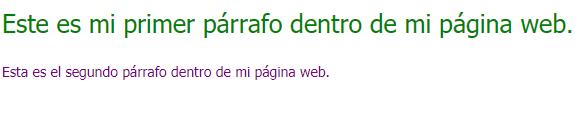 Este es mi primer párrafo dentro de mi página web.
Esta es el segundo párrafo dentro de mi página web.